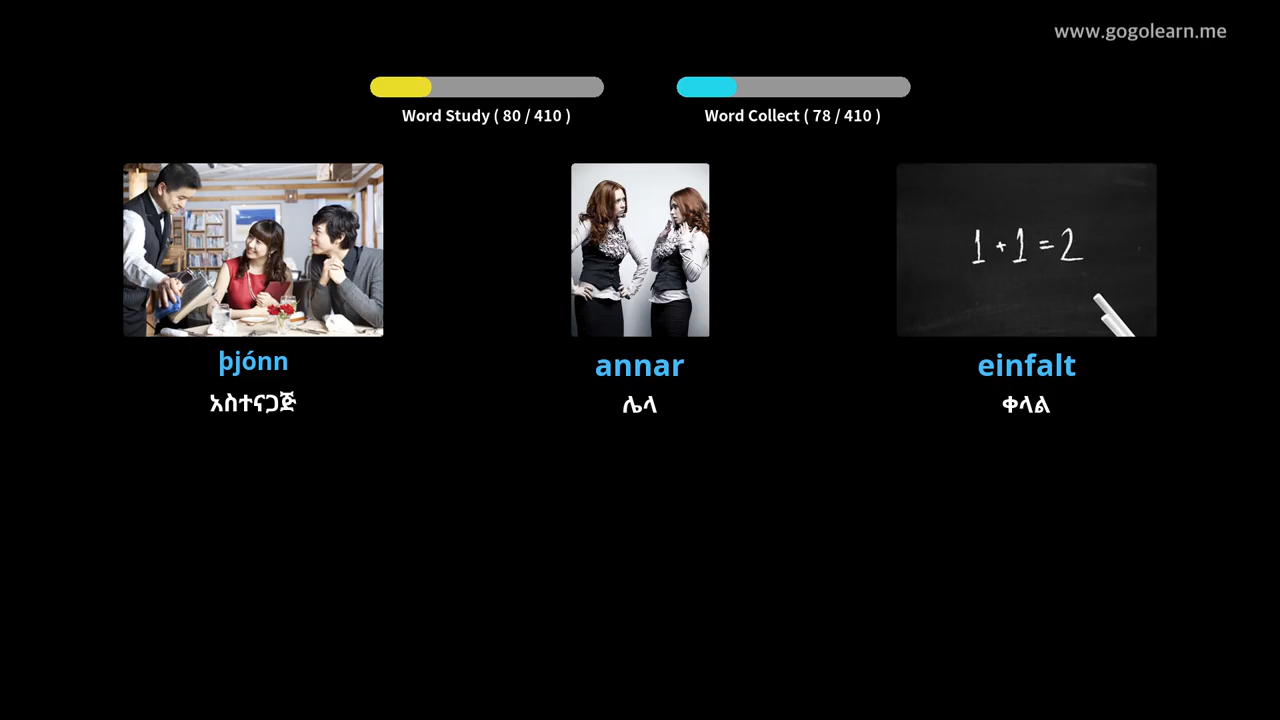 www.gogolearn.me
Word Study ( 80 / 410 )
Word Collect ( 78 / 410 )
1 + 1 = 2
þjónn
annar
einfalt
አስተናጋጅ
ሌላ
ቀላል